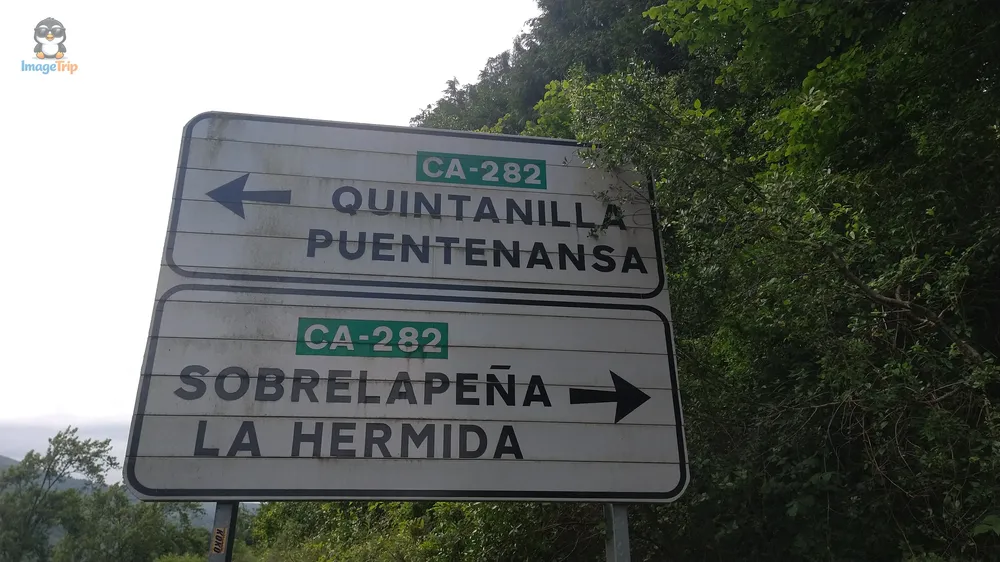 ImageTrip
CA-282
QUINTANILLA
PUENTENANSA
CA-282
SOBRELAPEÑA
LA HERMIDA